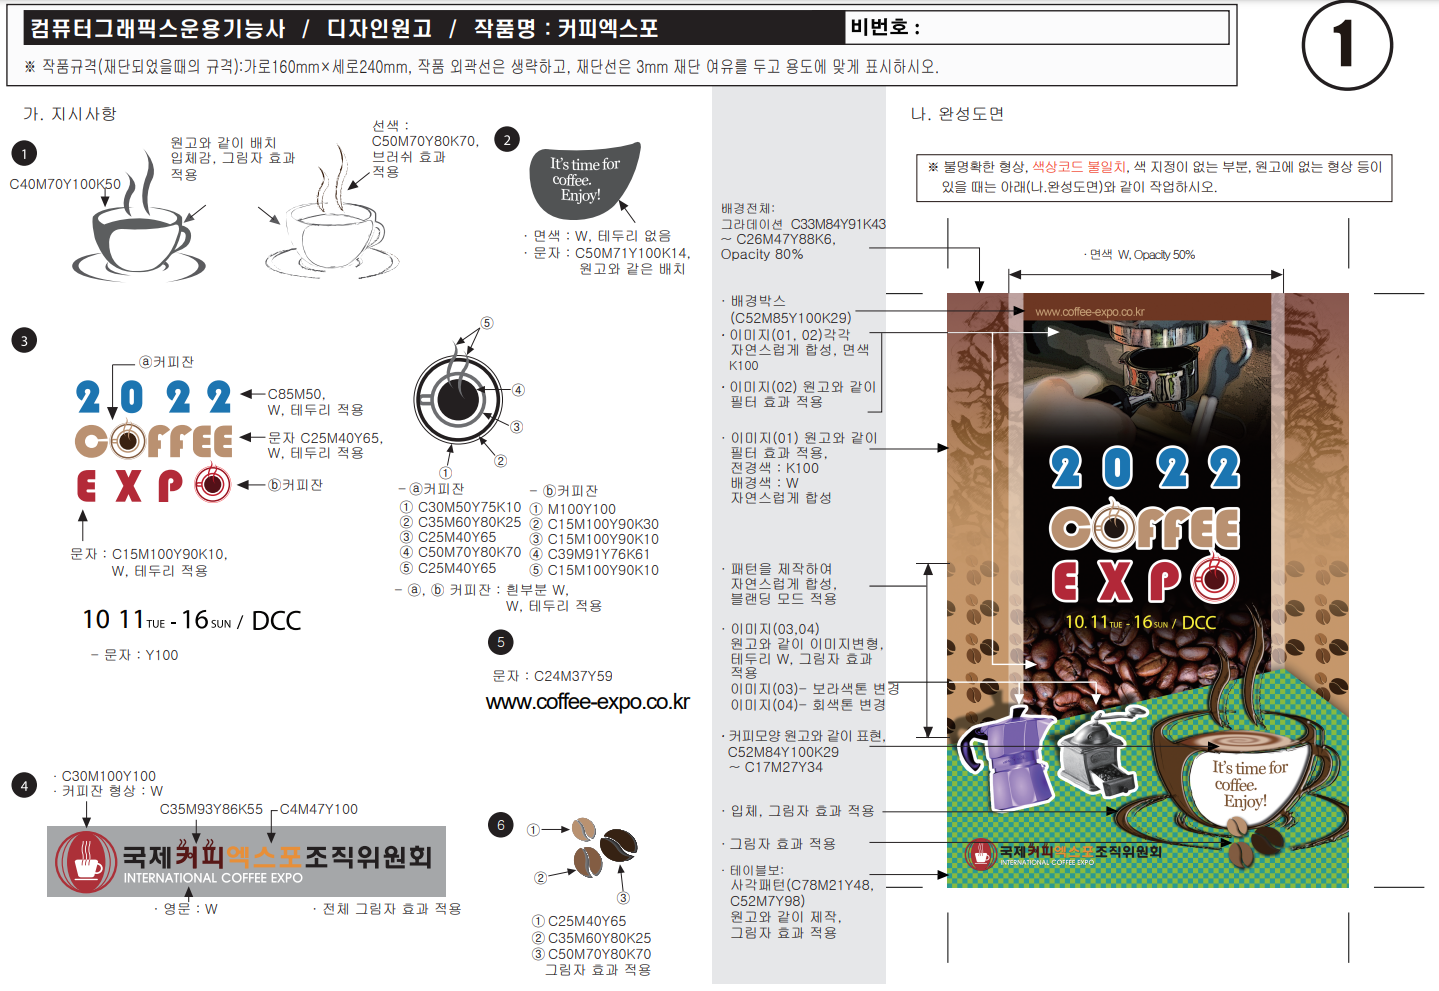 컴퓨터그래픽스운용기능사 / 디자인원고 / 작품명 : 커피엑스포
비번호 :
※ 작품규격(재단되었을때의 규격):가로160mm×세로240mm, 작품 외곽선은 생략하고, 재단선은 3mm 재단 여유를 두고 용도에 맞게 표시하시오.
1
가. 지시사항
1
C40M70Y100K50
원고와 같이 배치
입체감, 그림자 효과
적용
선색 :
C50M70Y80K70,
브러쉬 효과
적용
2
It's time for
coffee.
Enjoy!
· 면색 : W, 테두리 없음
· 문자 : C50M71Y100K14,
원고와 같은 배치
3
ⓐ커피잔
2022
COFFEE
EXPO
C85M50,
W, 테두리 적용
문자 C25M40Y65,
W, 테두리 적용
ⓑ커피잔
문자 : C15M100Y90K10,
W, 테두리 적용
10 11TUE - 16SUN / DCC
- 문자 : Y100
⑤
④
③
②
①
- ⓐ커피잔
① C30M50Y75K10
② C35M60Y80K25
③ C25M40Y65
④ C50M70Y80K70
⑤ C25M40Y65
- ⓑ커피잔
① M100Y100
② C15M100Y90K30
③ C15M100Y90K10
④ C39M91Y76K61
⑤ C15M100Y90K10
- ⓐ, ⓑ 커피잔 : 흰부분 W,
W, 테두리 적용
4
· C30M100Y100
· 커피잔 형상 : W
C35M93Y86K55
C4M47Y100
국제커피엑스포조직위원회
INTERNATIONAL COFFEE EXPO
· 영문 : W
· 전체 그림자 효과 적용
5
문자 : C24M37Y59
www.coffee-expo.co.kr
6
①
②
③
① C25M40Y65
② C35M60Y80K25
③ C50M70Y80K70
그림자 효과 적용
배경전체:
그라데이션 C33M84Y91K43
~ C26M47Y88K6,
Opacity 80%
· 배경박스
(C52M85Y100K29)
· 이미지(01, 02)각각
자연스럽게 합성, 면색
K100
· 이미지(02) 원고와 같이
필터 효과 적용
· 이미지(01) 원고와 같이
필터 효과 적용,
전경색 : K100
배경색 : W
자연스럽게 합성
· 패턴을 제작하여
자연스럽게 합성,
블랜딩 모드 적용
· 이미지(03,04)
원고와 같이 이미지변형,
테두리 W, 그림자 효과
적용
이미지(03)- 보라색톤 변경
이미지(04)- 회색톤 변경
· 커피모양 원고와 같이 표현,
C52M84Y100K29
~ C17M27Y34
· 입체, 그림자 효과 적용
· 그림자 효과 적용
· 테이블보:
사각패턴(C78M21Y48,
C52M7Y98)
원고와 같이 제작,
그림자 효과 적용
나. 완성도면
※ 불명확한 형상, 색상코드 불일치, 색 지정이 없는 부분, 원고에 없는 형상 등이
있을 때는 아래(나.완성도면)와 같이 작업하시오.
· 면색 W, Opacity 50%
www.coffee-expo.co.kr
2022
COFFEE
EXPO
10. 11TUE - 16SUN / DCC
It's time for
coffee.
Enjoy!
국제커피엑스포조직위원회
INTERNATIONAL COFFEE EXPO